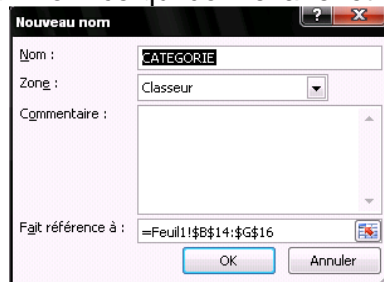 Nouveau nom
Nom :
CATEGORIE
Zone :
Classeur
Commentaire :
Fait référence à :
=Feuil1!$B$14:$G$16
OK
Annuler